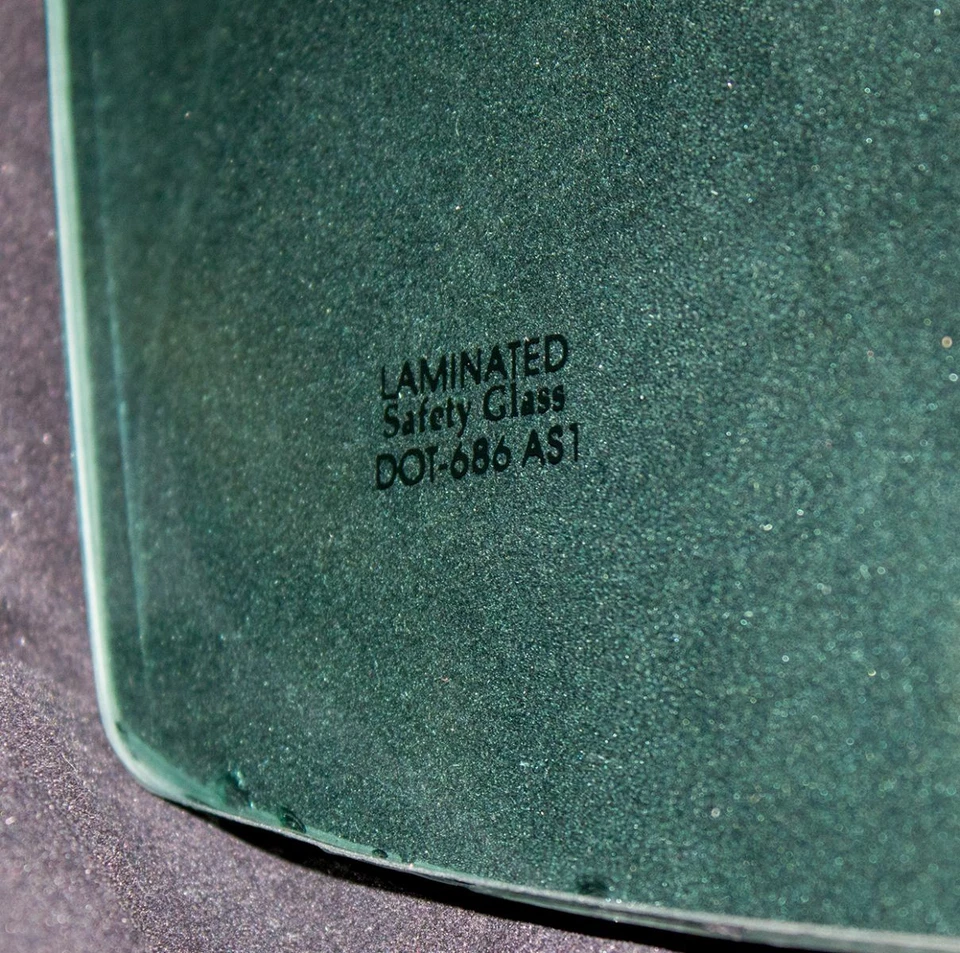 LAMINATED
Safety Glass
DOT-686 AS1